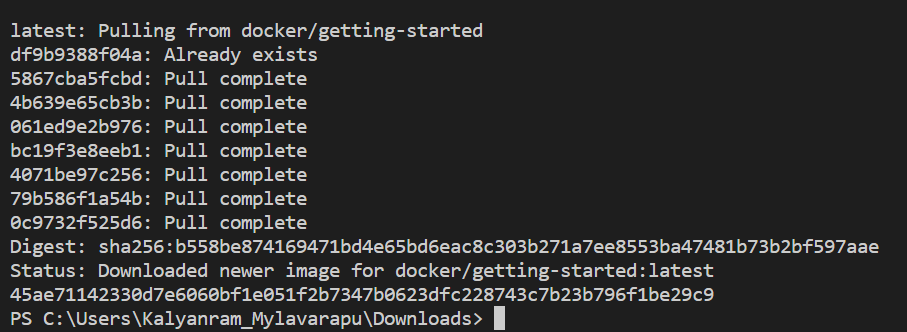 latest: Pulling from docker/getting-started
df9b9388f04a: Already exists
5867cba5fcbd: Pull complete
4b639e65cb3b: Pull complete
061ed9e2b976: Pull complete
bc19f3e8eeb1: Pull complete
4071be97c256: Pull complete
79b586f1a54b: Pull complete
0c9732f525d6: Pull complete
Digest: sha256:b558be874169471bd4e65bd6eac8c303b271a7ee8553ba47481b73b2bf597aae
Status: Downloaded newer image for docker/getting-started:latest
45ae71142330d7e6060bf1e051f2b7347b0623dfc228743c7b23b796f1be29c9
PS C:\Users\Kalyanram_Mylavarapu\Downloads>